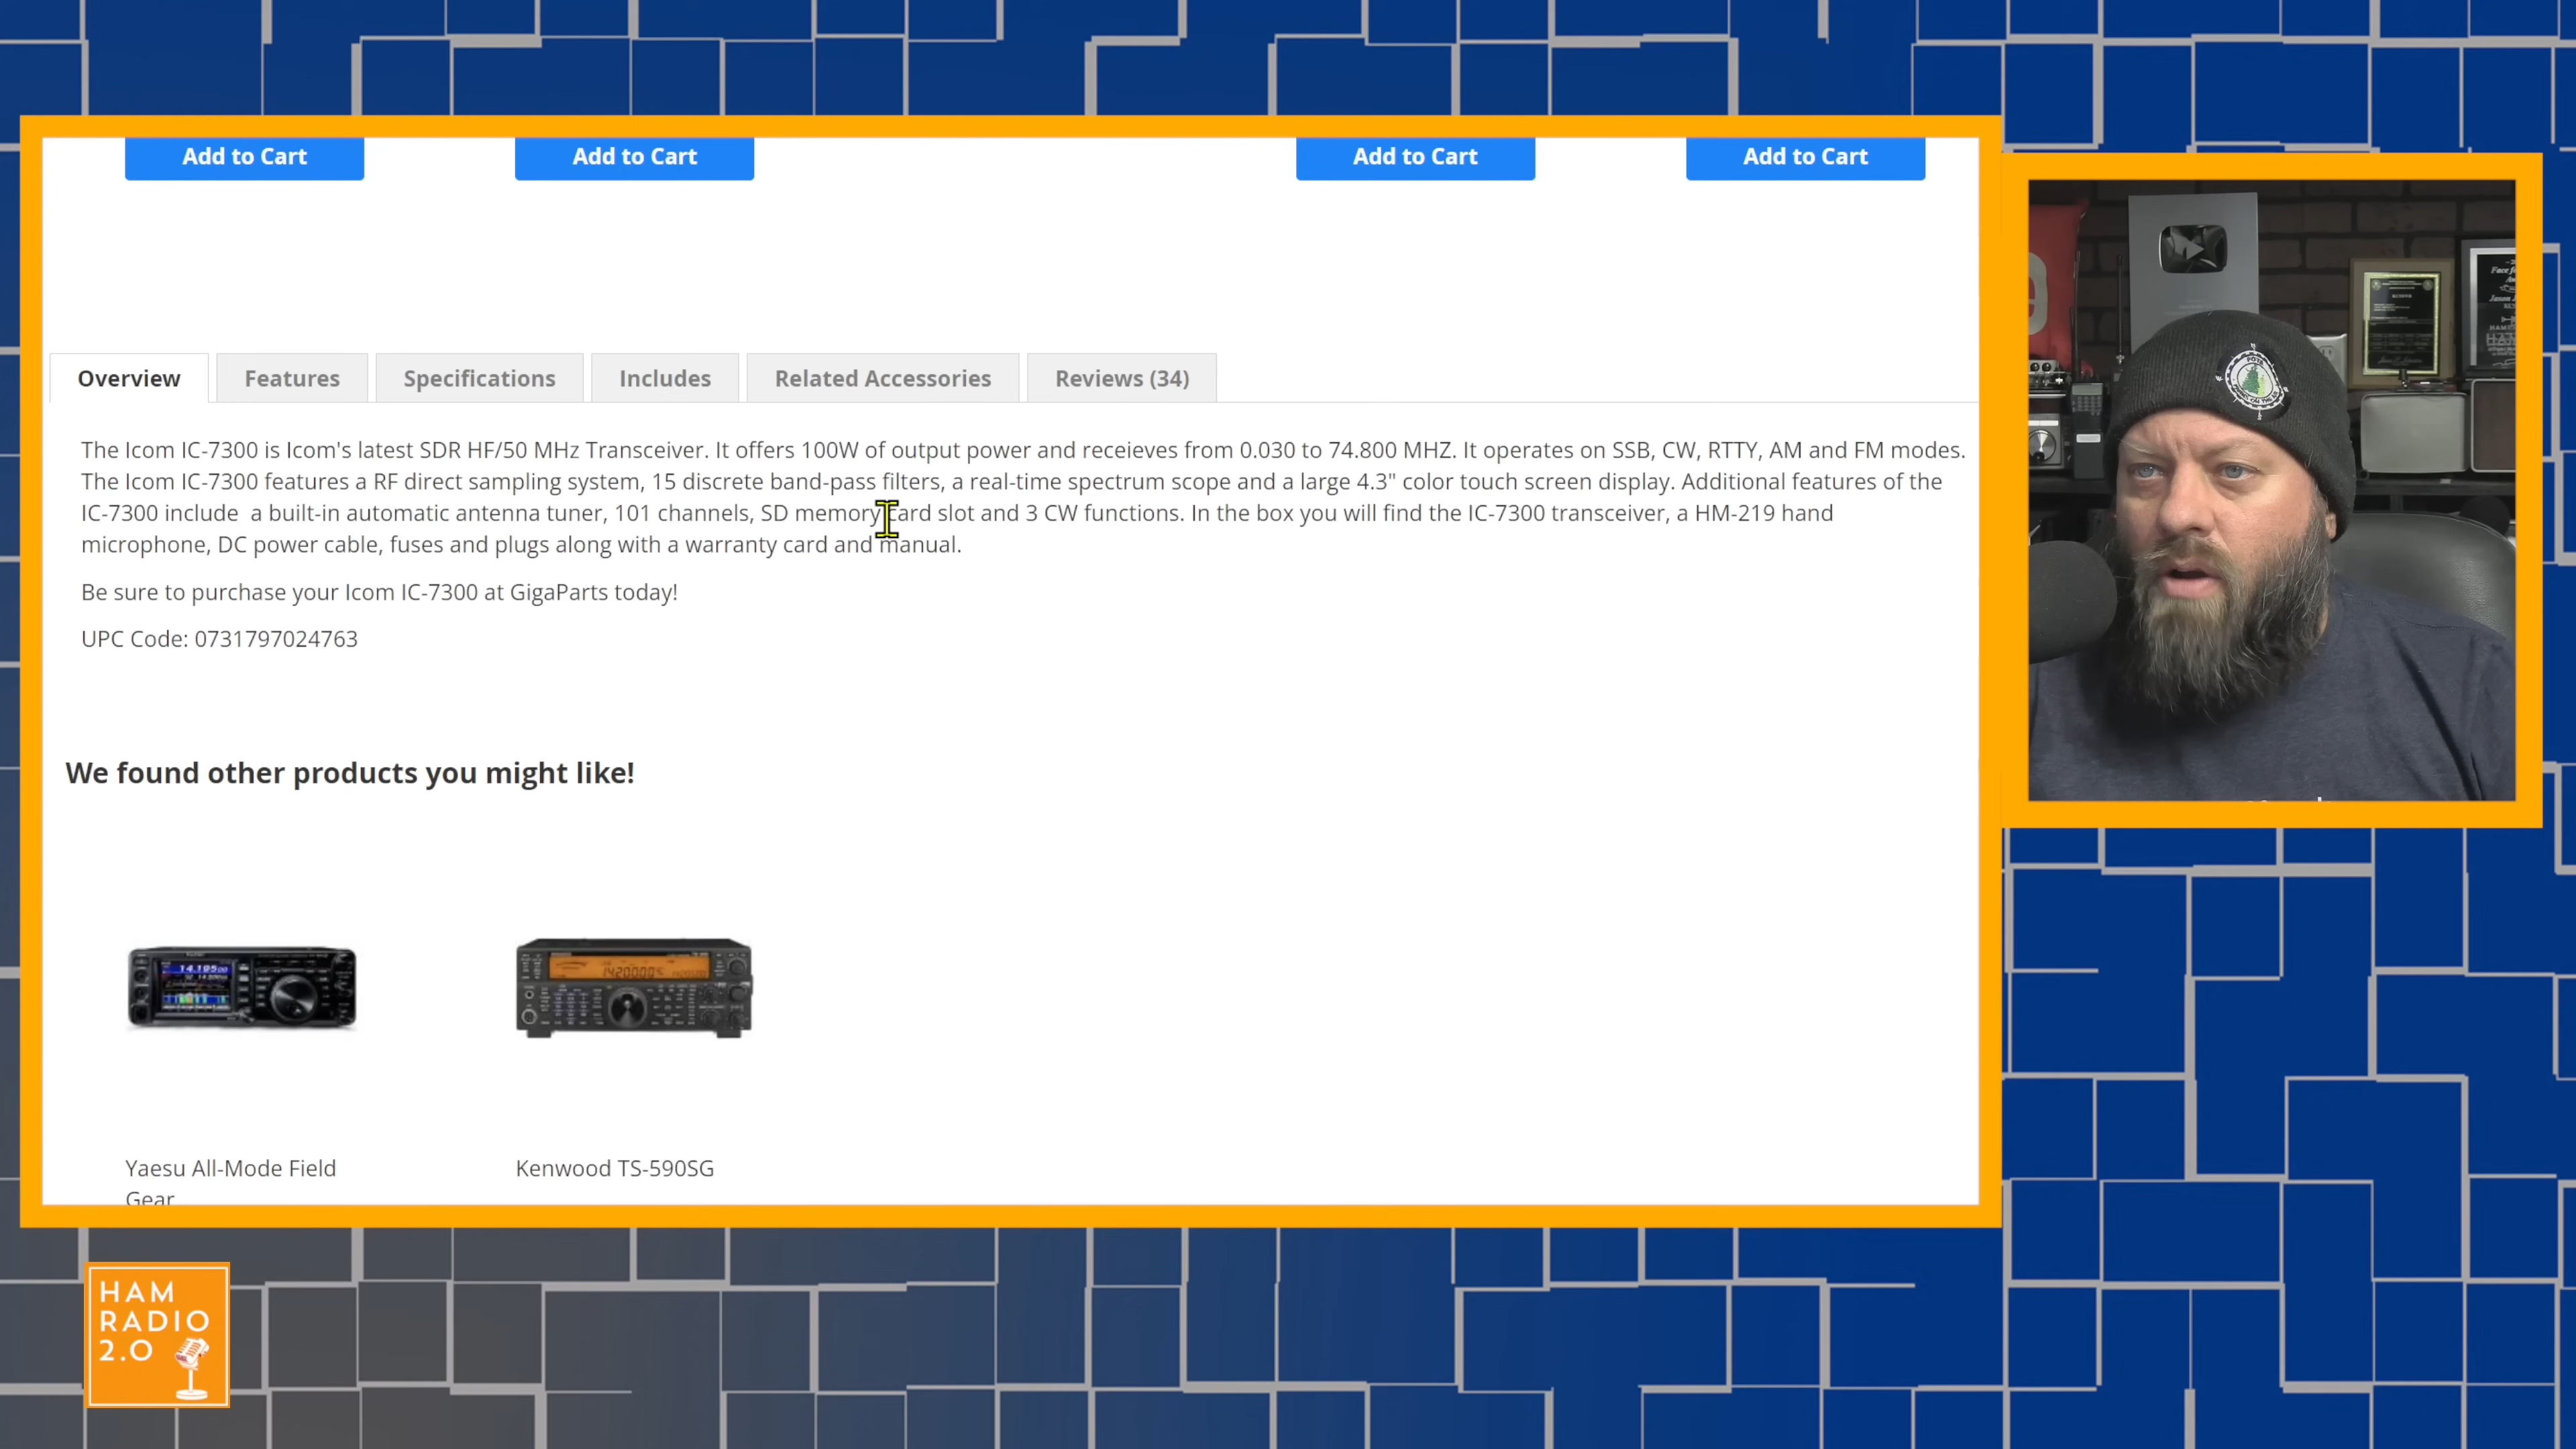 Add to Cart
Add to Cart
Add to Cart
Add to Cart
Overview
Features
Specifications
Includes
Related Accessories
Reviews (34)
The Icom IC-7300 is Icom's latest SDR HF/50 MHz Transceiver. It offers 100W of output power and receieves from 0.030 to 74.800 MHZ. It operates on SSB, CW, RTTY, AM and FM modes.
The Icom IC-7300 features a RF direct sampling system, 15 discrete band-pass filters, a real-time spectrum scope and a large 4.3" color touch screen display. Additional features of the
IC-7300 include a built-in automatic antenna tuner, 101 channels, SD memory card slot and 3 CW functions. In the box you will find the IC-7300 transceiver, a HM-219 hand
microphone, DC power cable, fuses and plugs along with a warranty card and manual.
Be sure to purchase your Icom IC-7300 at GigaParts today!
UPC Code: 0731797024763
We found other products you might like!
Yaesu All-Mode Field
Gear
Kenwood TS-590SG
HAM
RADIO
2.0